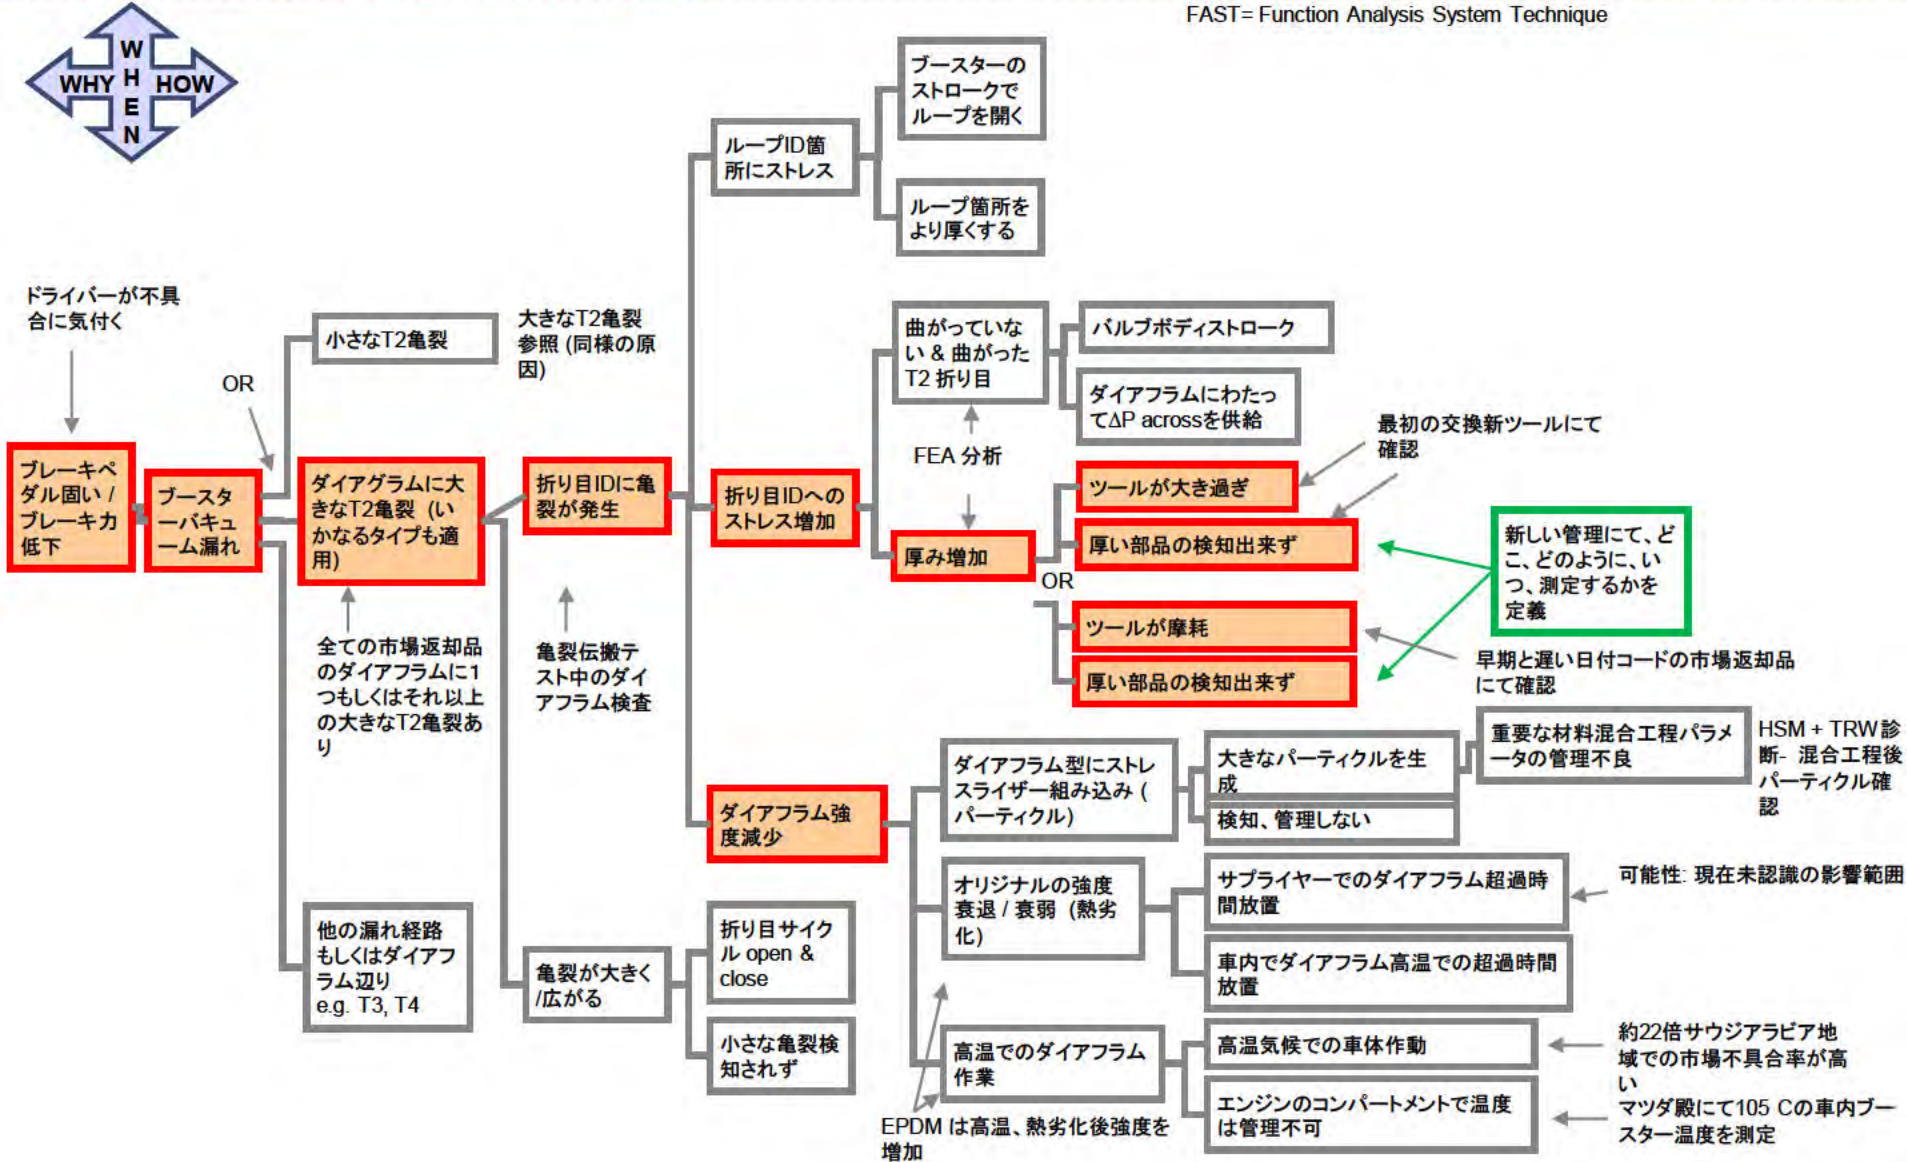 FAST= Function Analysis System Technique
WHEN
WHY
HOW
ブースターの
ストロークで
ループを開く
ループID箇
所にストレス
ループ箇所を
より厚くする
ドライバーが不具
合に気付く
OR
小さなT2亀裂
大きなT2亀裂
参照 (同様の原
因)
曲がっていな
い & 曲がった
T2 折り目
バルブボディストローク
ダイアフラムにわたっ
てΔP acrossを供給
FEA 分析
最初の交換新ツールにて
確認
ブレーキペ
ダル固い /
ブレーキカ
低下
ブースタ
ーバキュ
ーム漏れ
ダイアグラムに大
きなT2亀裂 (い
かなるタイプも適
用)
折り目IDに亀
裂が発生
折り目IDへの
ストレス増加
厚み増加
ツールが大き過ぎ
厚い部品の検知出来ず
OR
ツールが摩耗
厚い部品の検知出来ず
新しい管理にて、ど
こ、どのように、い
つ、測定するかを
定義
早期と遅い日付コードの市場返却品
にて確認
全ての市場返却品
のダイアフラムに1
つもしくはそれ以上
の大きなT2亀裂あ
り
亀裂伝搬テ
スト中のダイ
アフラム検査
ダイアフラム強
度減少
ダイアフラム型にストレ
スライザー組み込み (
パーティクル)
大きなパーティクルを生
成
検知、管理しない
重要な材料混合工程パラメ
ータの管理不良
HSM + TRW 診
断- 混合工程後
パーティクル確
認
オリジナルの強度
衰退 / 衰弱 (熱劣
化)
サプライヤーでのダイアフラム超過時
間放置
可能性: 現在未認識の影響範囲
車内でダイアフラム高温での超過時間
放置
他の漏れ経路
もしくはダイアフ
ラム辺り
e.g. T3, T4
亀裂が大きく
/広がる
折り目サイク
ル open &
close
小さな亀裂検
知されず
高温でのダイアフラム
作業
高温気候での車体作動
約22倍サウジアラビア地
域での市場不具合率が高
い
エンジンのコンパートメントで温度
は管理不可
マツダ殿にて105 Cの車内ブー
スター温度を測定
EPDM は高温、熱劣化後強度を
増加